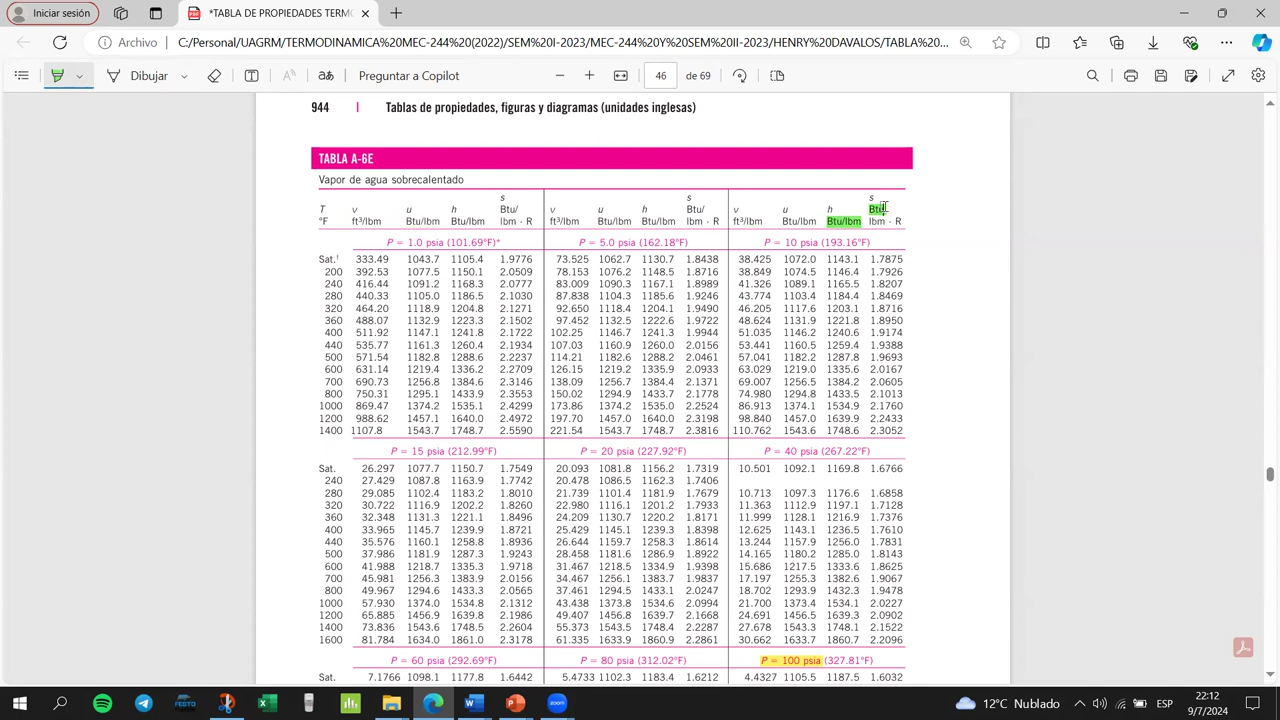 Iniciar sesión
*TABLA DE PROPIEDADES TERM
Archivo
C:/Personal/UAGRM/TERMODINAMICA%20MEC-244%20(2022)/SEM%20I-2023/MEC-244%20Y%20SEM%20II-2023/HENRY%20DAVALOS/TABLA%20...
Dibujar
Preguntar a Copilot
46 de 69
944 | Tablas de propiedades, figuras y diagramas (unidades inglesas)
TABLA A-6E
Vapor de agua sobrecalentado
s s s
T v u h Btu/ v u h Btu/ v u h Btu/
°F ft³/lbm Btu/lbm Btu/lbm lbm · R ft³/lbm Btu/lbm Btu/lbm lbm · R ft³/lbm Btu/lbm Btu/lbm lbm · R
P = 1.0 psia (101.69°F)* P = 5.0 psia (162.18°F) P = 10 psia (193.16°F)
Sat.† 333.49 1043.7 1105.4 1.9776 73.525 1062.7 1130.7 1.8438 38.425 1072.0 1143.1 1.7875
200 392.53 1077.5 1150.1 2.0509 78.153 1076.2 1148.5 1.8716 38.849 1074.5 1146.4 1.7926
240 416.44 1091.2 1168.3 2.0777 83.009 1090.3 1167.1 1.8989 41.326 1089.1 1165.5 1.8207
280 440.33 1105.0 1186.5 2.1030 87.838 1104.3 1185.6 1.9246 43.774 1103.4 1184.4 1.8469
320 464.20 1118.9 1204.8 2.1271 92.650 1118.4 1204.1 1.9490 46.205 1117.6 1203.1 1.8716
360 488.07 1132.9 1223.3 2.1502 97.452 1132.5 1222.6 1.9722 48.624 1131.9 1221.8 1.8950
400 511.92 1147.1 1241.8 2.1722 102.25 1146.7 1241.3 1.9944 51.035 1146.2 1240.6 1.9174
440 535.77 1161.3 1260.4 2.1934 107.03 1160.9 1260.0 2.0156 53.441 1160.5 1259.4 1.9388
500 571.54 1182.8 1288.6 2.2237 114.21 1182.6 1288.2 2.0461 57.041 1182.2 1287.8 1.9693
600 631.14 1219.4 1336.2 2.2709 126.15 1219.2 1335.9 2.0933 63.029 1219.0 1335.6 2.0167
700 690.73 1256.8 1384.6 2.3146 138.09 1256.7 1384.4 2.1371 69.007 1256.5 1384.2 2.0605
800 750.31 1295.1 1433.9 2.3553 150.02 1294.9 1433.7 2.1778 74.980 1294.8 1433.5 2.1013
1000 869.47 1374.2 1535.1 2.4299 173.86 1374.2 1535.0 2.2524 86.913 1374.1 1534.9 2.1760
1200 988.62 1457.1 1640.0 2.4972 197.70 1457.0 1640.0 2.3198 98.840 1457.0 1639.9 2.2433
1400 1107.8 1543.7 1748.7 2.5590 221.54 1543.7 1748.7 2.3816 110.762 1543.6 1748.6 2.3052
P = 15 psia (212.99°F) P = 20 psia (227.92°F) P = 40 psia (267.22°F)
Sat. 26.297 1077.7 1150.7 1.7549 20.093 1081.8 1156.2 1.7319 10.501 1092.1 1169.8 1.6766
240 27.429 1087.8 1163.9 1.7742 20.478 1086.5 1162.3 1.7406
280 29.085 1102.4 1183.2 1.8010 21.739 1101.4 1181.9 1.7679 10.713 1097.3 1176.6 1.6858
320 30.722 1116.9 1202.2 1.8260 22.980 1116.1 1201.2 1.7933 11.363 1112.9 1197.1 1.7128
360 32.348 1131.3 1221.1 1.8496 24.209 1130.7 1220.2 1.8171 11.999 1128.1 1216.9 1.7376
400 33.965 1145.7 1239.9 1.8721 25.429 1145.1 1239.3 1.8398 12.625 1143.1 1236.5 1.7610
440 35.576 1160.1 1258.8 1.8936 26.644 1159.7 1258.3 1.8614 13.244 1157.9 1256.0 1.7831
500 37.986 1181.9 1287.3 1.9243 28.458 1181.6 1286.9 1.8922 14.165 1180.2 1285.0 1.8143
600 41.988 1218.7 1335.3 1.9718 31.467 1218.5 1334.9 1.9398 15.686 1217.5 1333.6 1.8625
700 45.981 1256.3 1383.9 2.0156 34.467 1256.1 1383.7 1.9837 17.197 1255.3 1382.6 1.9067
800 49.967 1294.6 1433.3 2.0565 37.461 1294.5 1433.1 2.0247 18.702 1293.9 1432.3 1.9478
1000 57.930 1374.0 1534.8 2.1312 43.438 1373.8 1534.6 2.0994 21.700 1373.4 1534.1 2.0227
1200 65.885 1456.9 1639.8 2.1986 49.407 1456.8 1639.7 2.1668 24.691 1456.5 1639.3 2.0902
1400 73.836 1543.6 1748.5 2.2604 55.373 1543.5 1748.4 2.2287 27.678 1543.3 1748.1 2.1522
1600 81.784 1634.0 1861.0 2.3178 61.335 1633.9 1860.9 2.2861 30.662 1633.7 1860.7 2.2096
P = 60 psia (292.69°F) P = 80 psia (312.02°F) P = 100 psia (327.81°F)
Sat. 7.1766 1098.1 1177.8 1.6442 5.4733 1102.3 1183.4 1.6212 4.4327 1105.5 1187.5 1.6032
FESTO
zoom
12°C Nublado
ESP
22:12
9/7/2024